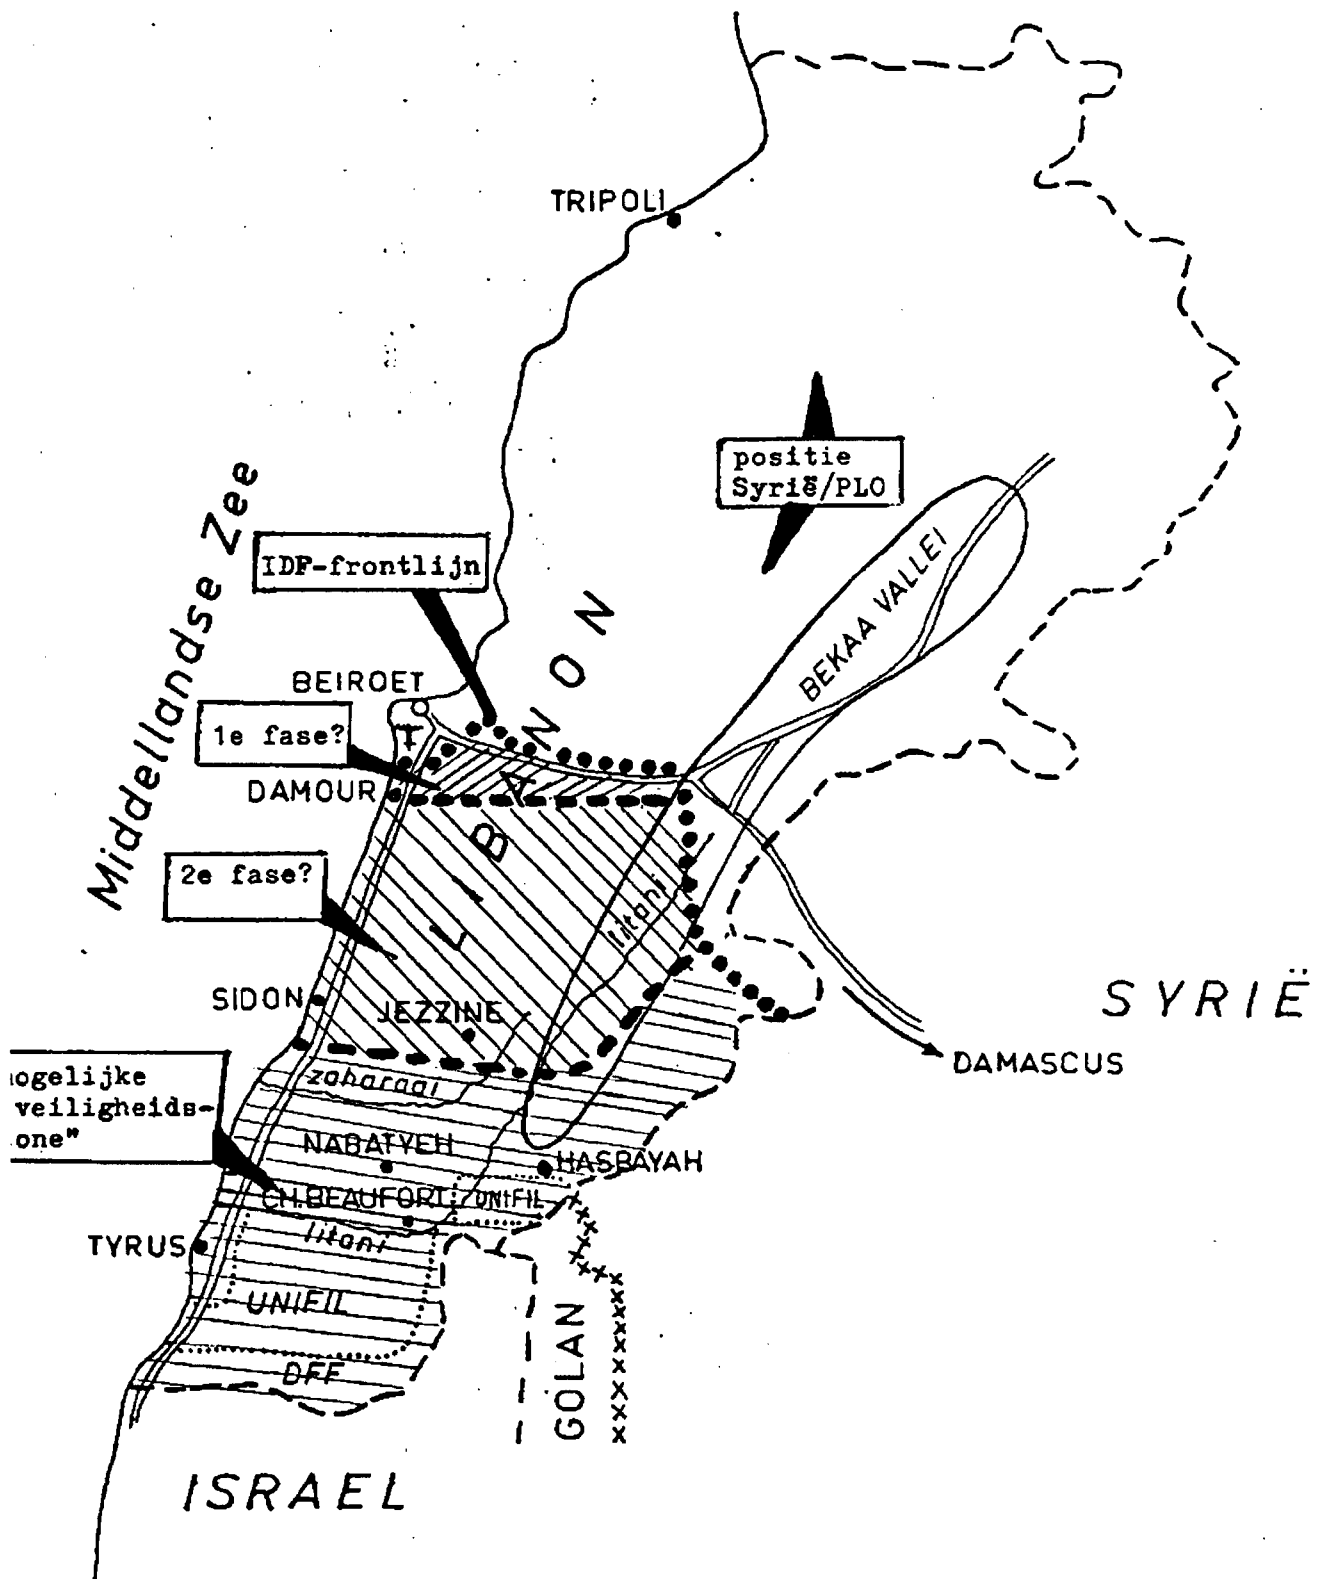 TRIPOLI
positie
Syrië/PLO
Middellandse Zee
IDF-frontlijn
BEKAA VALLEI
LIBANON
BEIROET
1e fase?
DAMOUR
2e fase?
litani
SIDON
JEZZINE
SYRIË
DAMASCUS
zaharani
veiligheids-
NABATYEH
HASBAYAH
CH.BEAUFORT
UNIFIL
litani
TYRUS
UNIFIL
GOLAN
DFF
ISRAEL